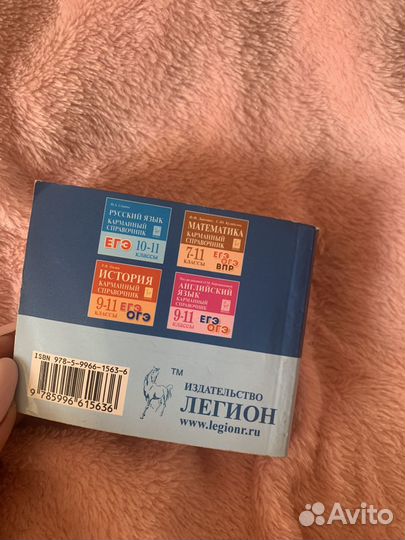 РУССКИЙ ЯЗЫК
КАРМАННЫЙ
СПРАВОЧНИК
ЕГЭ 10-11
КЛАССЫ
МАТЕМАТИКА
КАРМАННЫЙ
СПРАВОЧНИК
7-11
КЛАССЫ
ЕГЭ
ОГЭ
ВПР
ИСТОРИЯ
КАРМАННЫЙ
СПРАВОЧНИК
9-11
КЛАССЫ
ЕГЭ
ОГЭ
АНГЛИЙСКИЙ
ЯЗЫК
КАРМАННЫЙ
СПРАВОЧНИК
9-11
КЛАССЫ
ЕГЭ
ОГЭ
ISBN 978-5-9966-1563-6
9 785996 615636
TM
ИЗДАТЕЛЬСТВО
ЛЕГИОН
www.legionr.ru
Avito